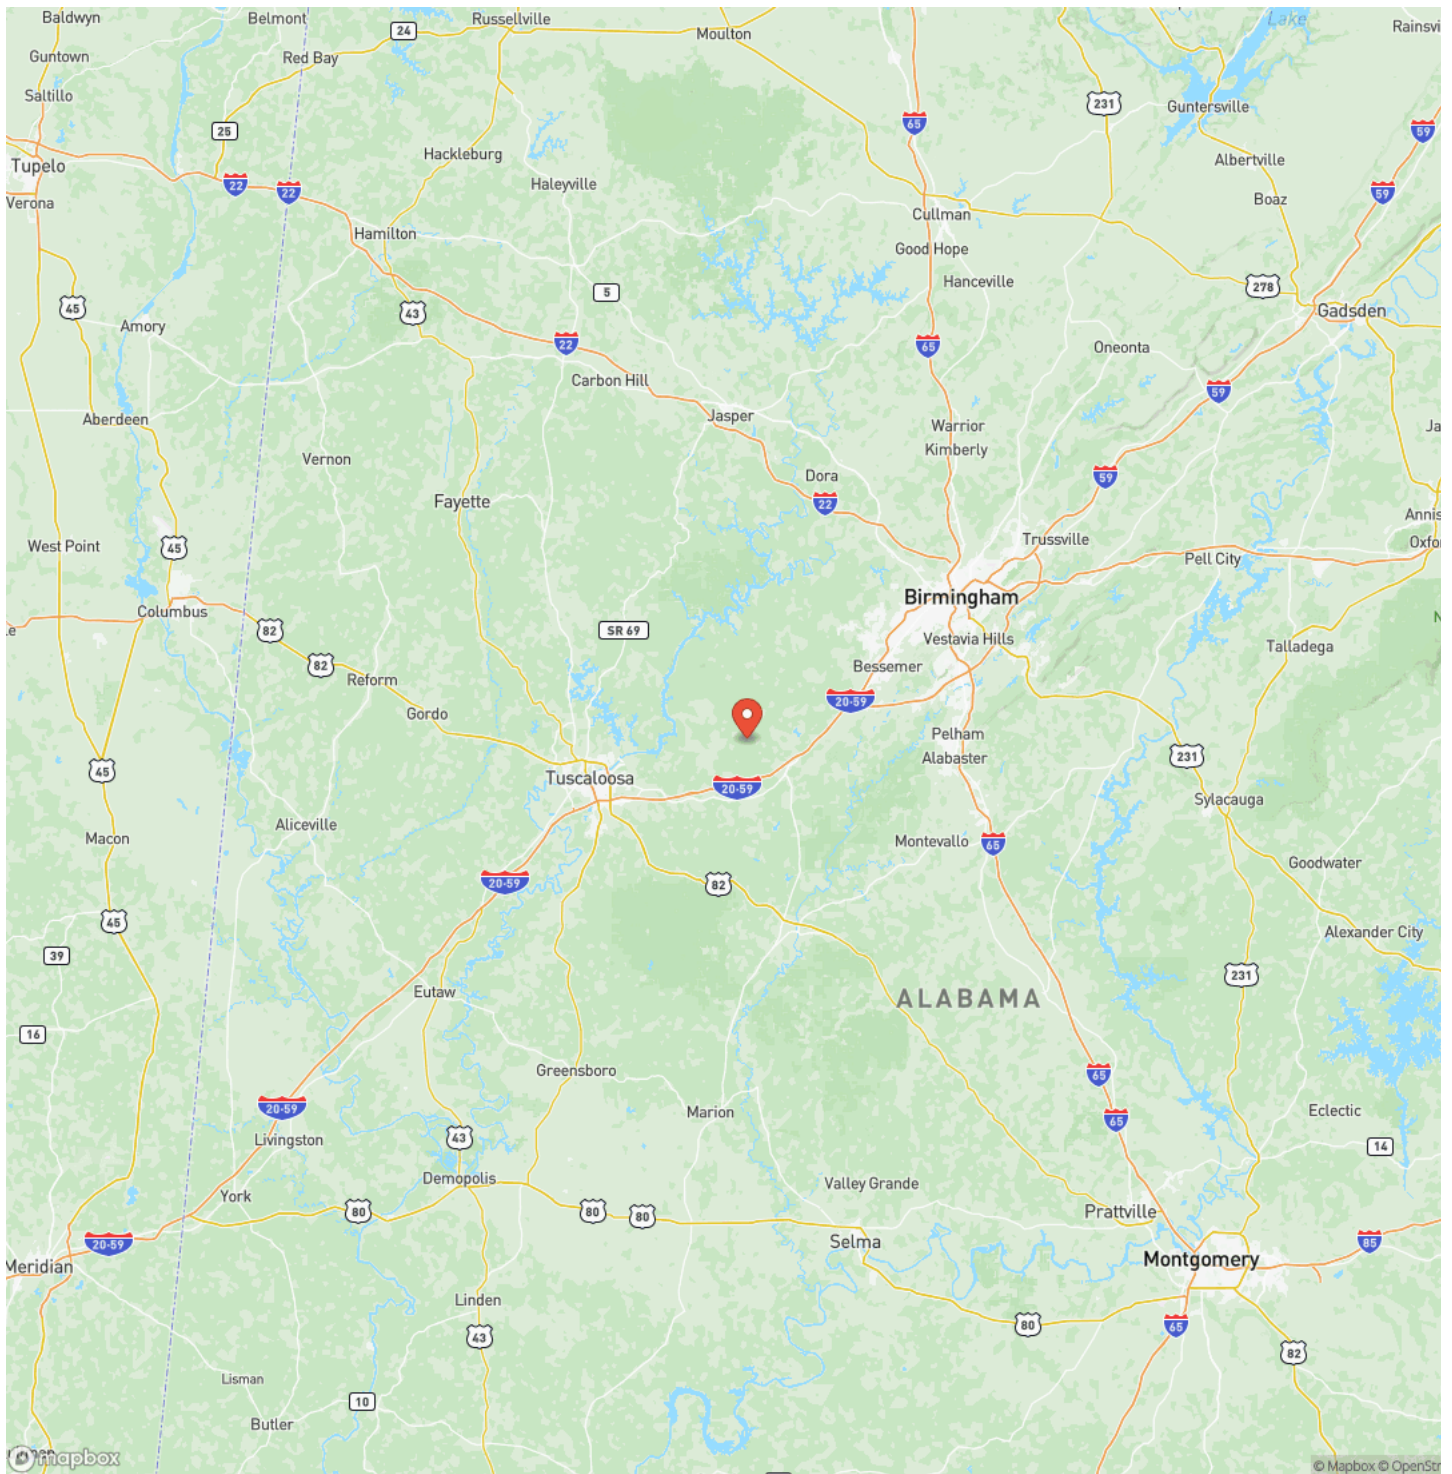 Baldwyn
Belmont
Russellville
Lake
24
Moulton
Rainsvi
Guntown
Red Bay
Saltillo
65
231
Guntersville
25
59
Tupelo
Hackleburg
Albertville
22
22
Haleyville
59
Verona
Cullman
Boaz
Hamilton
Good Hope
5
Hanceville
278
45
43
Gadsden
Amory
22
65
Oneonta
Carbon Hill
59
Aberdeen
Jasper
Warrior
Ja
Kimberly
Vernon
Dora
59
Fayette
22
Annis
West Point
45
Trussville
Oxfo
Pell City
Columbus
Birmingham
le
82
SR 69
Vestavia Hills
N
Talladega
82
Bessemer
Reform
20-59
Gordo
Pelham
231
Alabaster
45
Tuscaloosa
20-59
Sylacauga
Aliceville
Macon
Montevallo
65
Goodwater
20-59
82
45
Alexander City
39
231
Eutaw
ALABAMA
16
Greensboro
65
20-59
Marion
65
Eclectic
Livingston
43
14
Demopolis
Valley Grande
York
80
80
80
Prattville
20-59
Selma
85
Meridian
Montgomery
Linden
80
65
43
82
Lisman
10
Butler
mapbox
© Mapbox © OpenStr